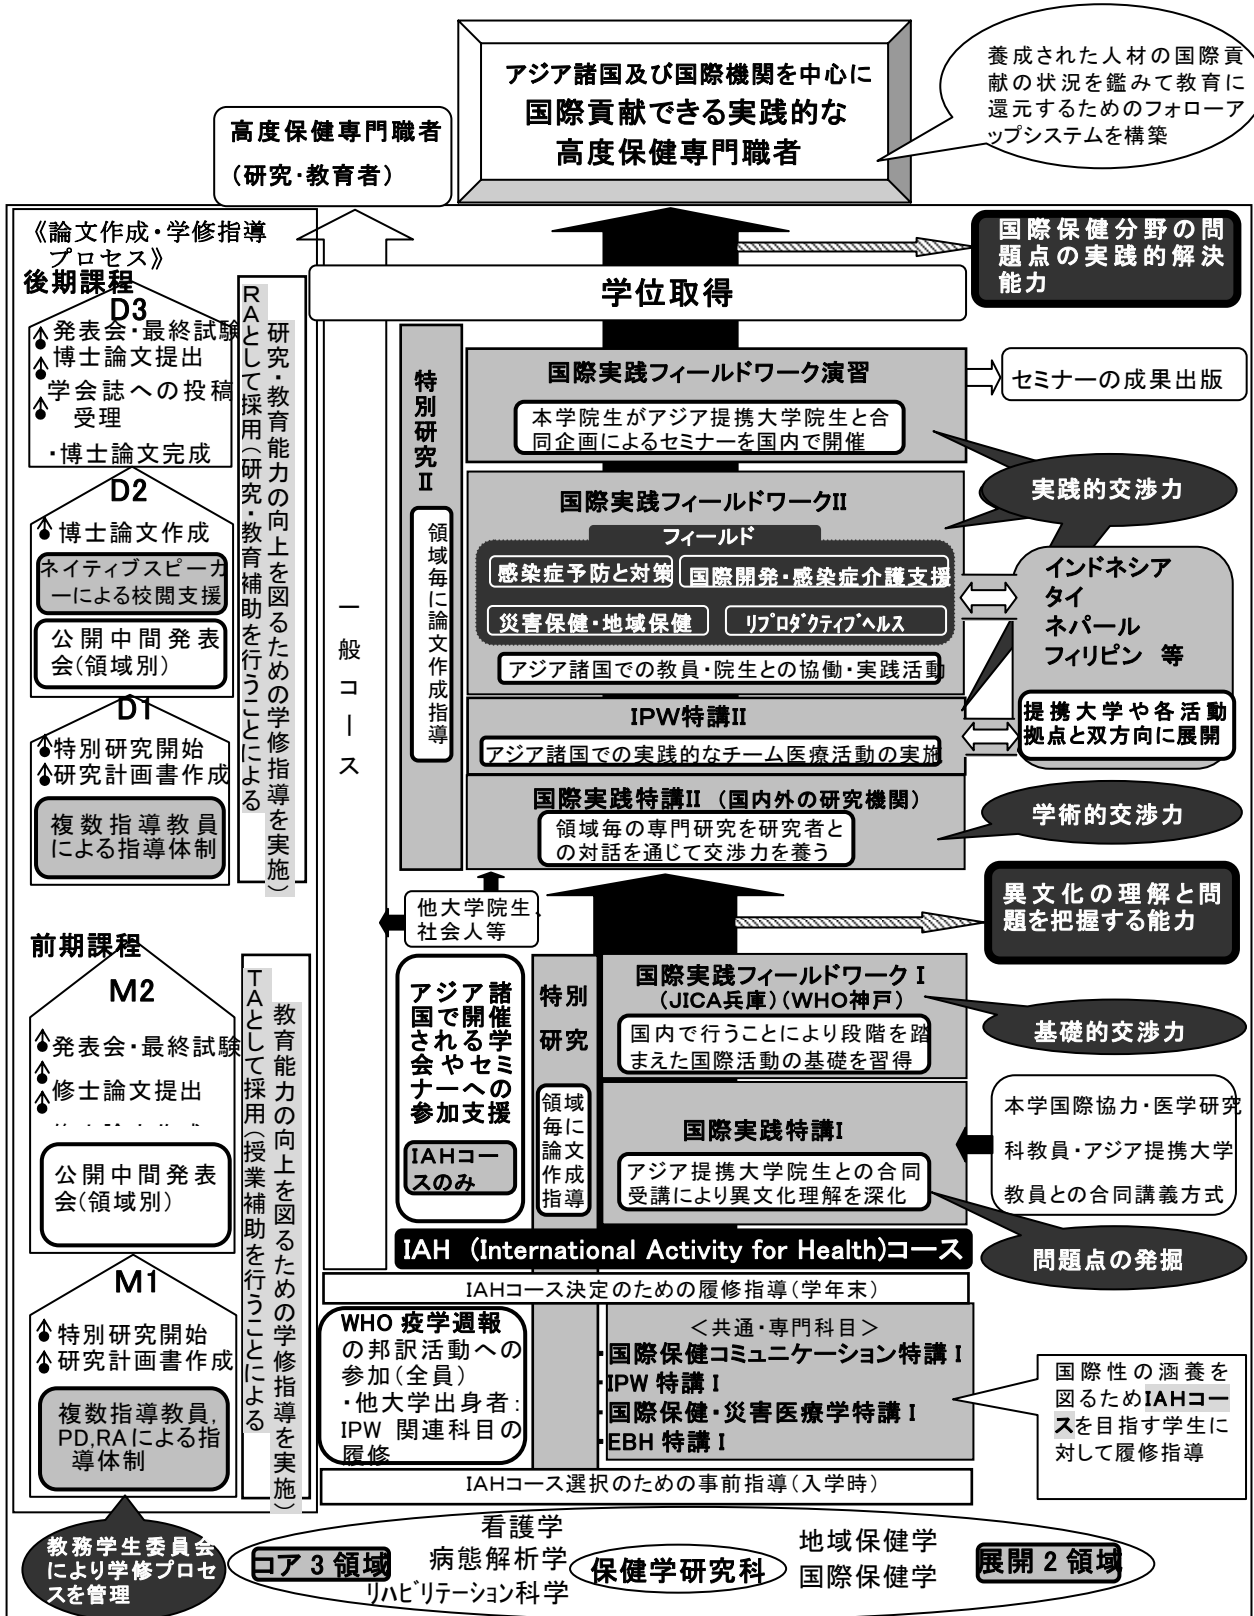 アジア諸国及び国際機関を中心に
国際貢献できる実践的な
高度保健専門職者
養成された人材の国際貢
献の状況を鑑みて教育に
還元するためのフォローア
ップシステムを構築
高度保健専門職者
(研究・教育者)
《論文作成・学修指導
プロセス》
後期課程
D3
発表会・最終試験
博士論文提出
学会誌への投稿
受理
・博士論文完成
D2
博士論文作成
ネイティブスピーカ
ーによる校閲支援
公開中間発表
会(領域別)
D1
特別研究開始
研究計画書作成
複数指導教員
による指導体制
研究・教育能力の向上を図るための学修指導を実施)
RAとして採用(研究・教育補助を行うことによる
前期課程
M2
発表会・最終試験
修士論文提出
公開中間発表
会(領域別)
M1
特別研究開始
研究計画書作成
複数指導教員,
PD,RAによる指
導体制
教育能力の向上を図るための学修指導を実施)
TAとして採用(授業補助を行うことによる
教務学生委員会
により学修プロセ
スを管理
一般コース
学位取得
国際保健分野の問
題点の実践的解決
能力
特別研究II
領域毎に論文作成指導
国際実践フィールドワーク演習
本学院生がアジア提携大学院生と合
同企画によるセミナーを国内で開催
セミナーの成果出版
実践的交渉力
国際実践フィールドワークII
フィールド
感染症予防と対策
国際開発・感染症介護支援
災害保健・地域保健
リプロダクティブヘルス
アジア諸国での教員・院生との協働・実践活動
インドネシア
タイ
ネパール
フィリピン 等
提携大学や各活動
拠点と双方向に展開
IPW特講II
アジア諸国での実践的なチーム医療活動の実施
国際実践特講II (国内外の研究機関)
領域毎の専門研究を研究者と
の対話を通じて交渉力を養う
学術的交渉力
他大学院生、
社会人等
異文化の理解と問
題を把握する能力
アジア諸
国で開催
される学
会やセミ
ナーへの
参加支援
IAHコー
スのみ
特別
研究
領域
毎に
論文
作成
指導
国際実践フィールドワーク I
(JICA兵庫)(WHO神戸)
国内で行うことにより段階を踏
まえた国際活動の基礎を習得
基礎的交渉力
国際実践特講I
アジア提携大学院生との合同
受講により異文化理解を深化
本学国際協力・医学研究
科教員・アジア提携大学
教員との合同講義方式
問題点の発掘
IAH (International Activity for Health)コース
IAHコース決定のための履修指導(学年末)
WHO 疫学週報
の邦訳活動への
参加(全員)
・他大学出身者:
IPW 関連科目の
履修
<共通・専門科目>
・国際保健コミュニケーション特講 I
・IPW 特講 I
・国際保健・災害医療学特講 I
・EBH 特講 I
国際性の涵養を
図るためIAHコー
スを目指す学生に
対して履修指導
IAHコース選択のための事前指導(入学時)
コア 3 領域
看護学
病態解析学
リハビリテーション科学
保健学研究科
地域保健学
国際保健学
展開 2 領域